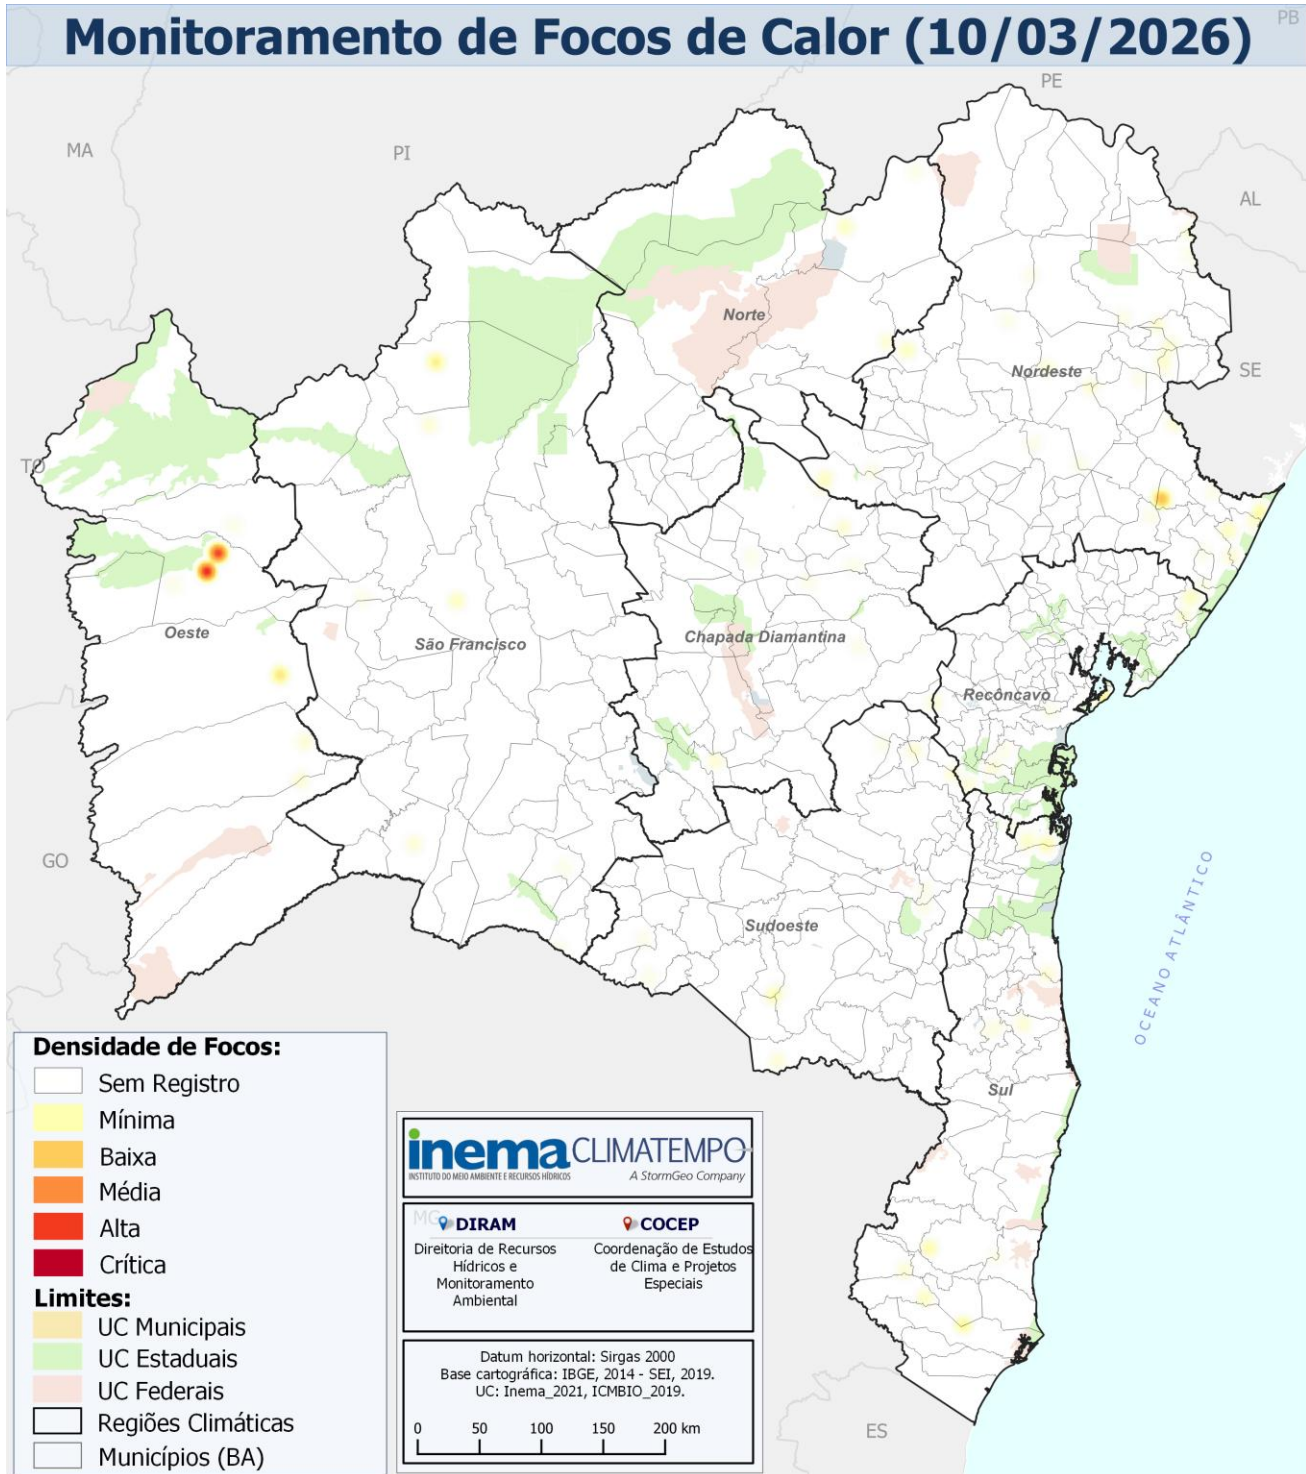 Monitoramento de Focos de Calor (10/03/2026)
PB
PE
MA
PI
AL
Norte
Nordeste
SE
TO
Oeste
São Francisco
Chapada Diamantina
Recôncavo
GO
Sudoeste
OCEANO ATLÂNTICO
Sul
Densidade de Focos:
Sem Registro
Mínima
Baixa
Média
Alta
Crítica
Limites:
UC Municipais
UC Estaduais
UC Federais
Regiões Climáticas
Municípios (BA)
inema
INSTITUTO DO MEIO AMBIENTE E RECURSOS HÍDRICOS
CLIMATEMPO
A StormGeo Company
MG
DIRAM
Direitoria de Recursos
Hídricos e
Monitoramento
Ambiental
COCEP
Coordenação de Estudos
de Clima e Projetos
Especiais
Datum horizontal: Sirgas 2000
Base cartográfica: IBGE, 2014 - SEI, 2019.
UC: Inema_2021, ICMBIO_2019.
0 50 100 150 200 km
ES